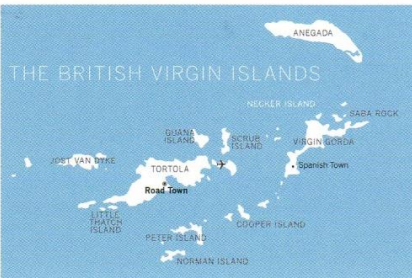 ANEGADA
THE BRITISH VIRGIN ISLANDS
NECKER ISLAND
SABA ROCK
GUANA
ISLAND
SCRUB
ISLAND
VIRGIN GORDA
JOST VAN DYKE
TORTOLA
Spanish Town
Road Town
LITTLE
THATCH
ISLAND
COOPER ISLAND
PETER ISLAND
NORMAN ISLAND